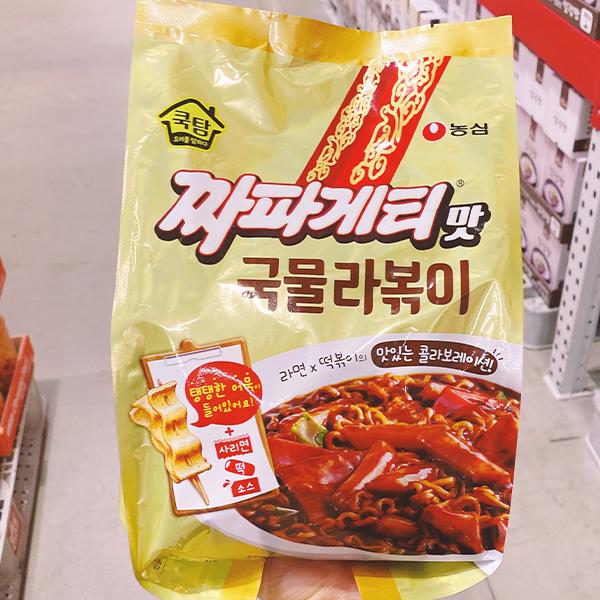 쿡탐
요리를 탐하다
농심
짜파게티® 맛
국물라볶이
라면 x 떡볶이의 맛있는 콜라보레이션!
탱탱한 어묵이
들어있어요!
+
사리면
떡
소스